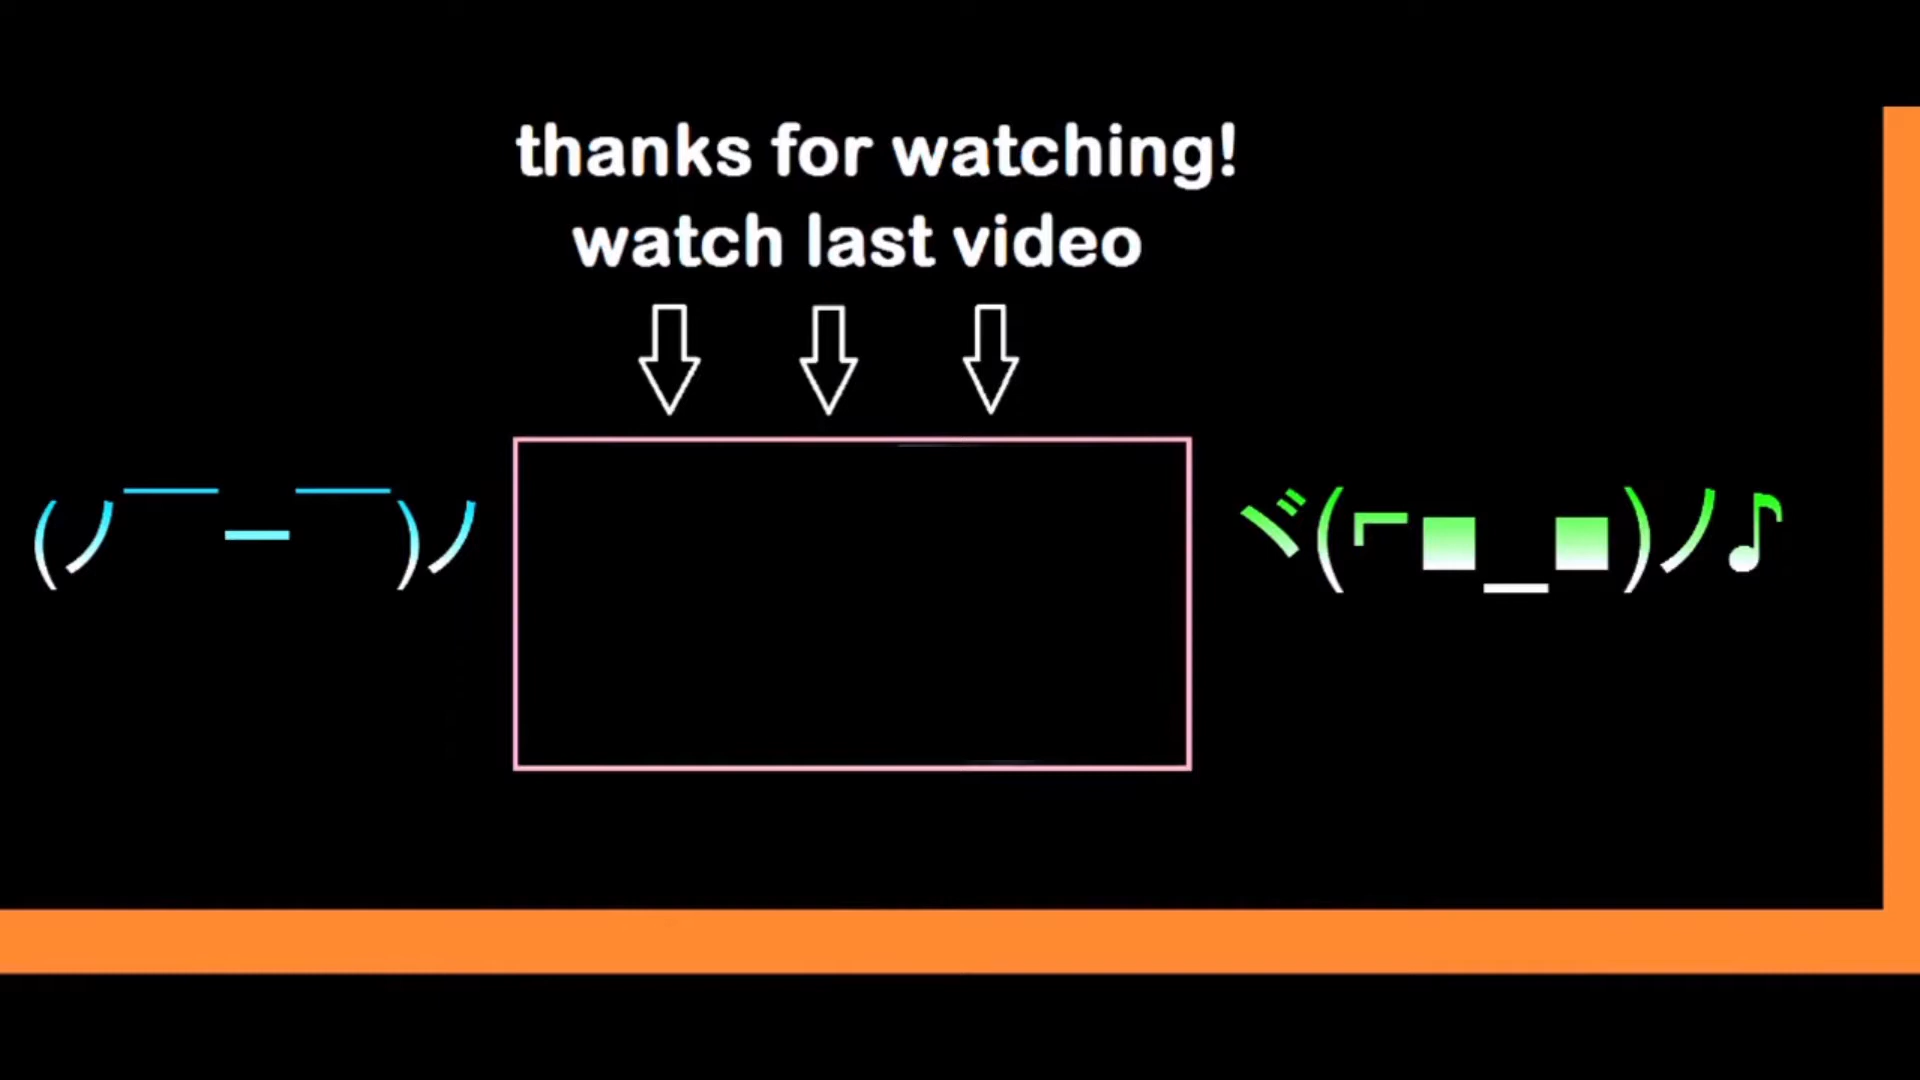 thanks for watching!
watch last video
(ノ￣ー￣)ノ ヾ(⌐■_■)ノ♪